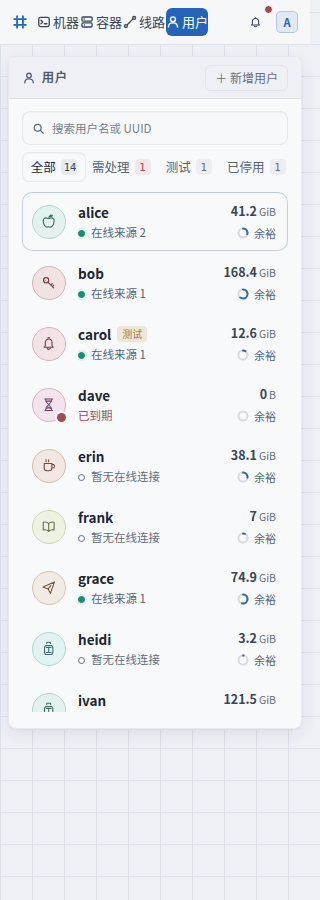 机器 容器 线路 用户 A
用户
新增用户
搜索用户名或 UUID
全部 14 需处理 1 测试 1 已停用 1
alice 41.2 GiB
在线来源 2 余裕
bob 168.4 GiB
在线来源 1 余裕
carol 测试 12.6 GiB
在线来源 1 余裕
dave 0 B
已到期 余裕
erin 38.1 GiB
暂无在线连接 余裕
frank 7 GiB
暂无在线连接 余裕
grace 74.9 GiB
在线来源 1 余裕
heidi 3.2 GiB
暂无在线连接 余裕
ivan 121.5 GiB